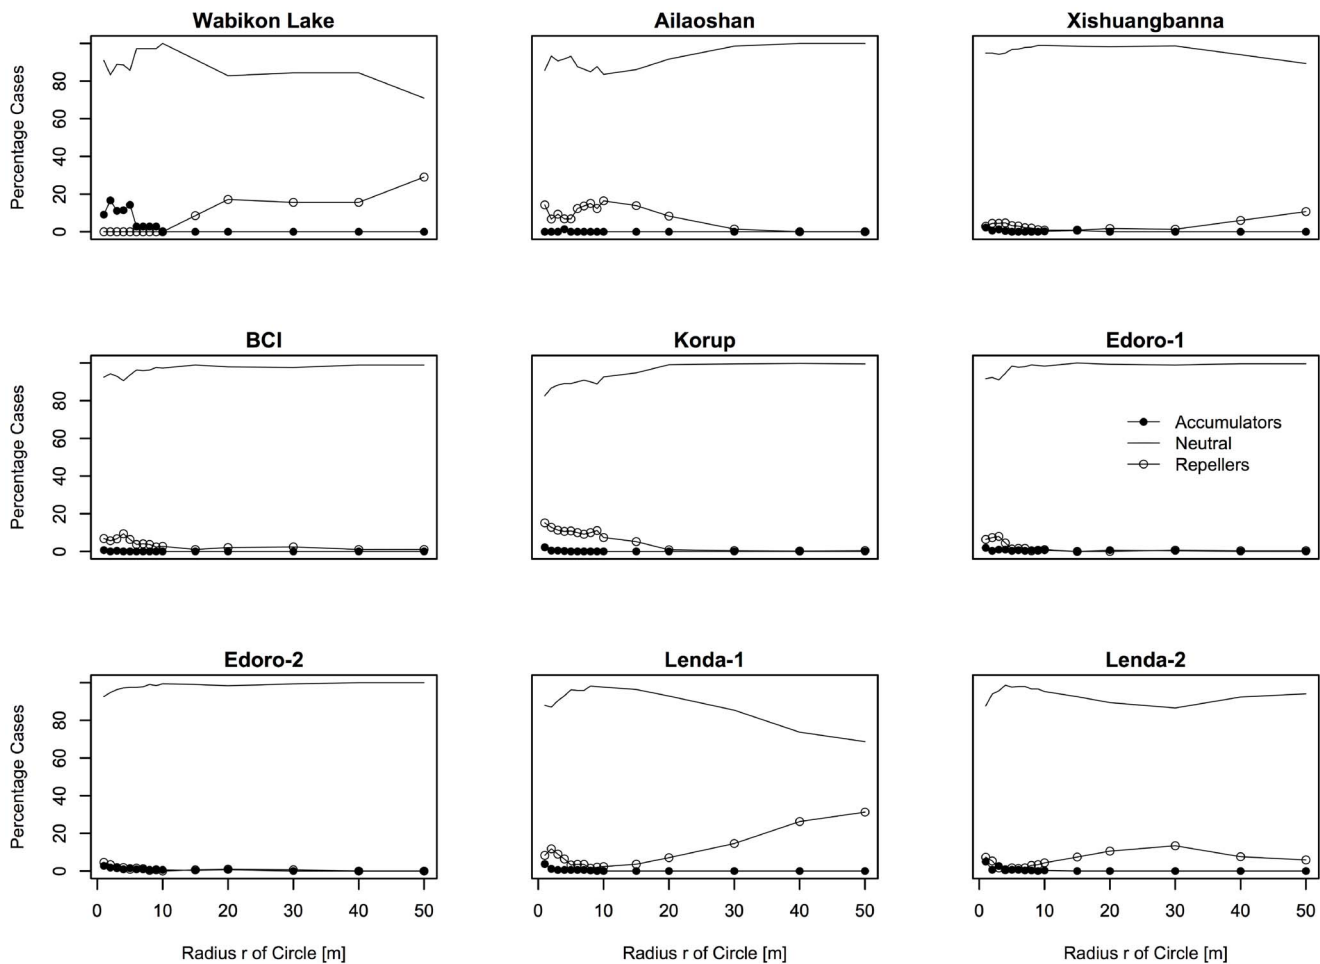 Wabikon Lake
Ailaoshan
Xishuangbanna
Percentage Cases
0 20 40 60 80
BCI
Korup
Edoro-1
Percentage Cases
0 20 40 60 80
Accumulators
Neutral
Repellers
Edoro-2
Lenda-1
Lenda-2
Percentage Cases
0 20 40 60 80
0 10 20 30 40 50
0 10 20 30 40 50
0 10 20 30 40 50
Radius r of Circle [m]
Radius r of Circle [m]
Radius r of Circle [m]